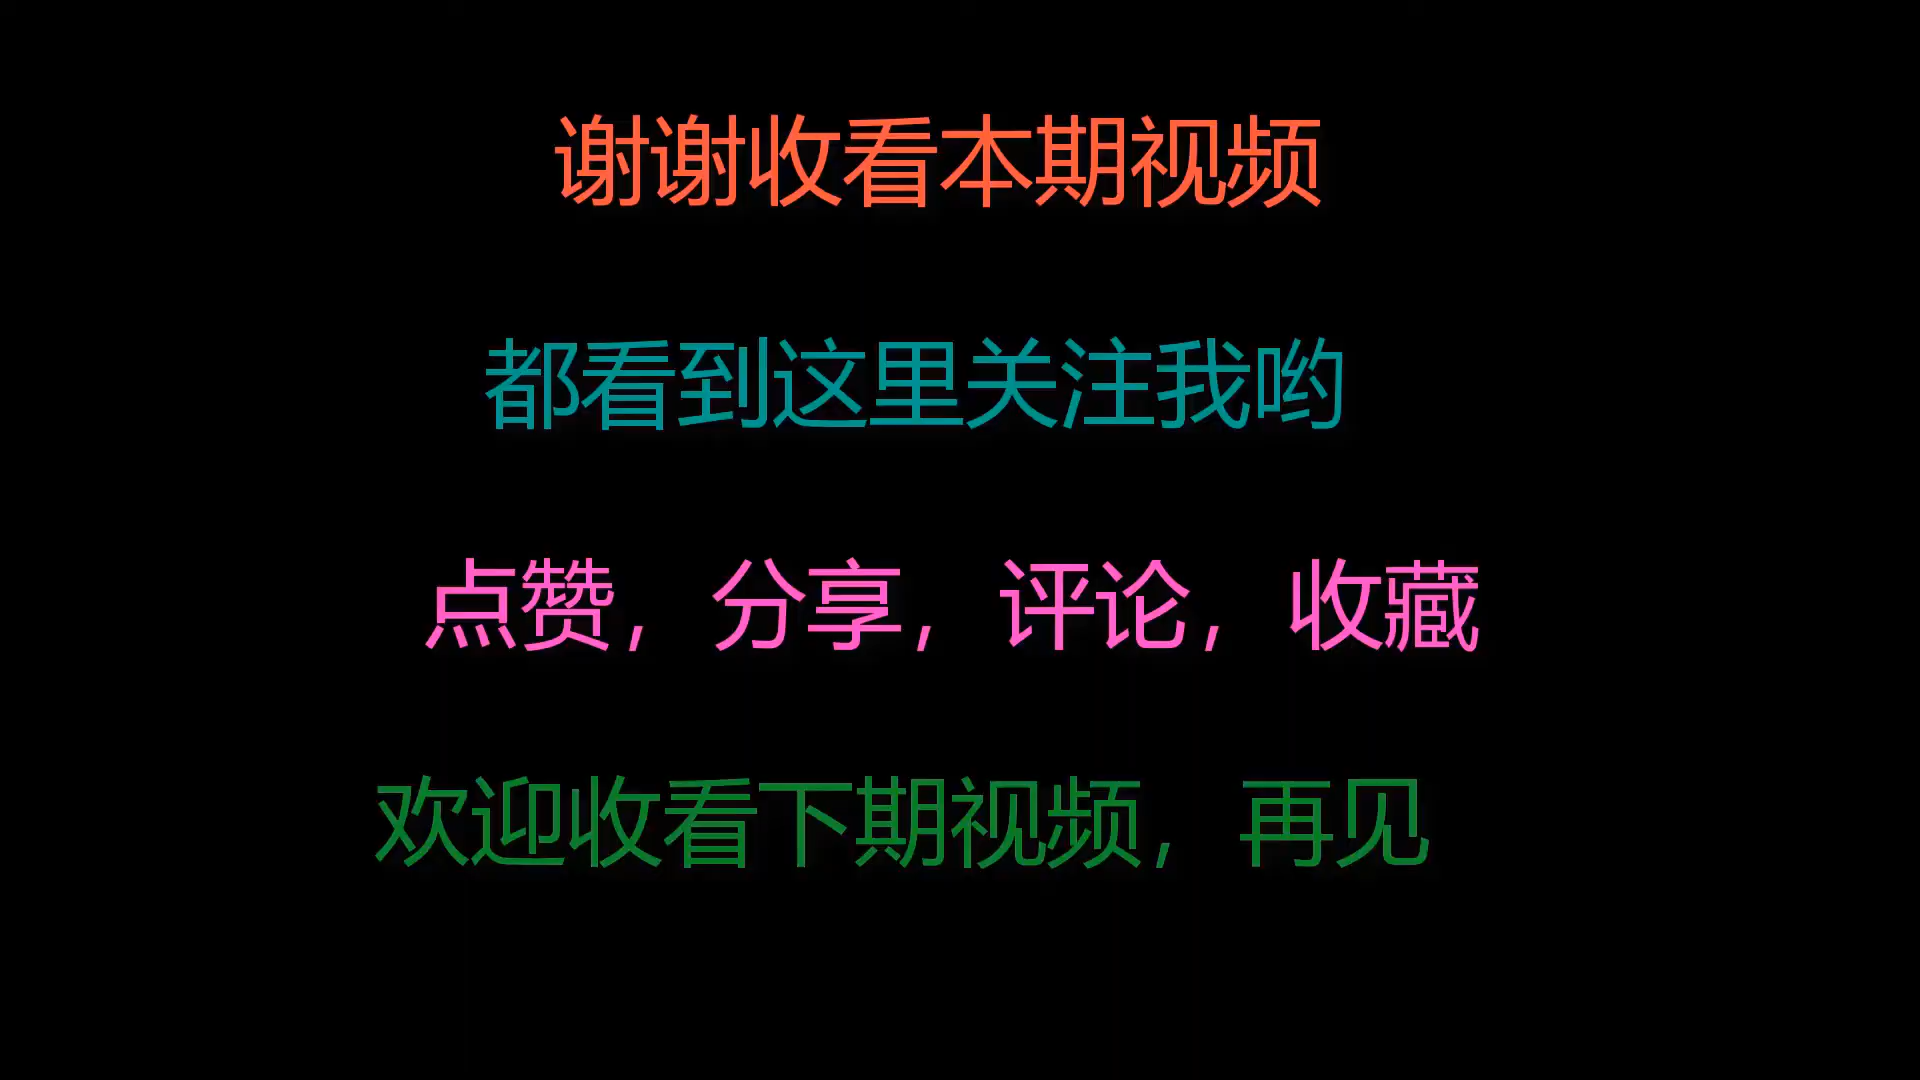 谢谢收看本期视频
都看到这里关注我哟
点赞，分享，评论，收藏
欢迎收看下期视频，再见